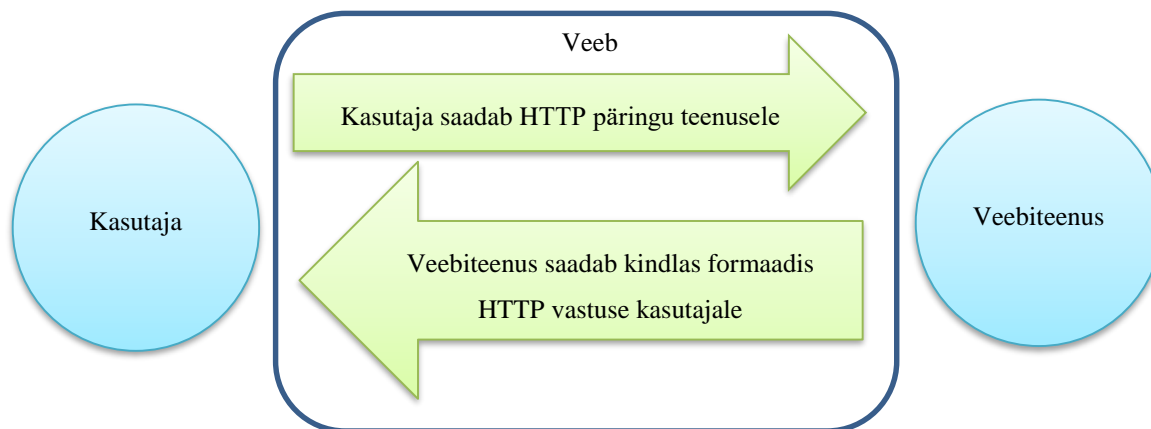 Veeb
Kasutaja saadab HTTP päringu teenusele
Kasutaja
Veebiteenus
Veebiteenus saadab kindlas formaadis
HTTP vastuse kasutajale